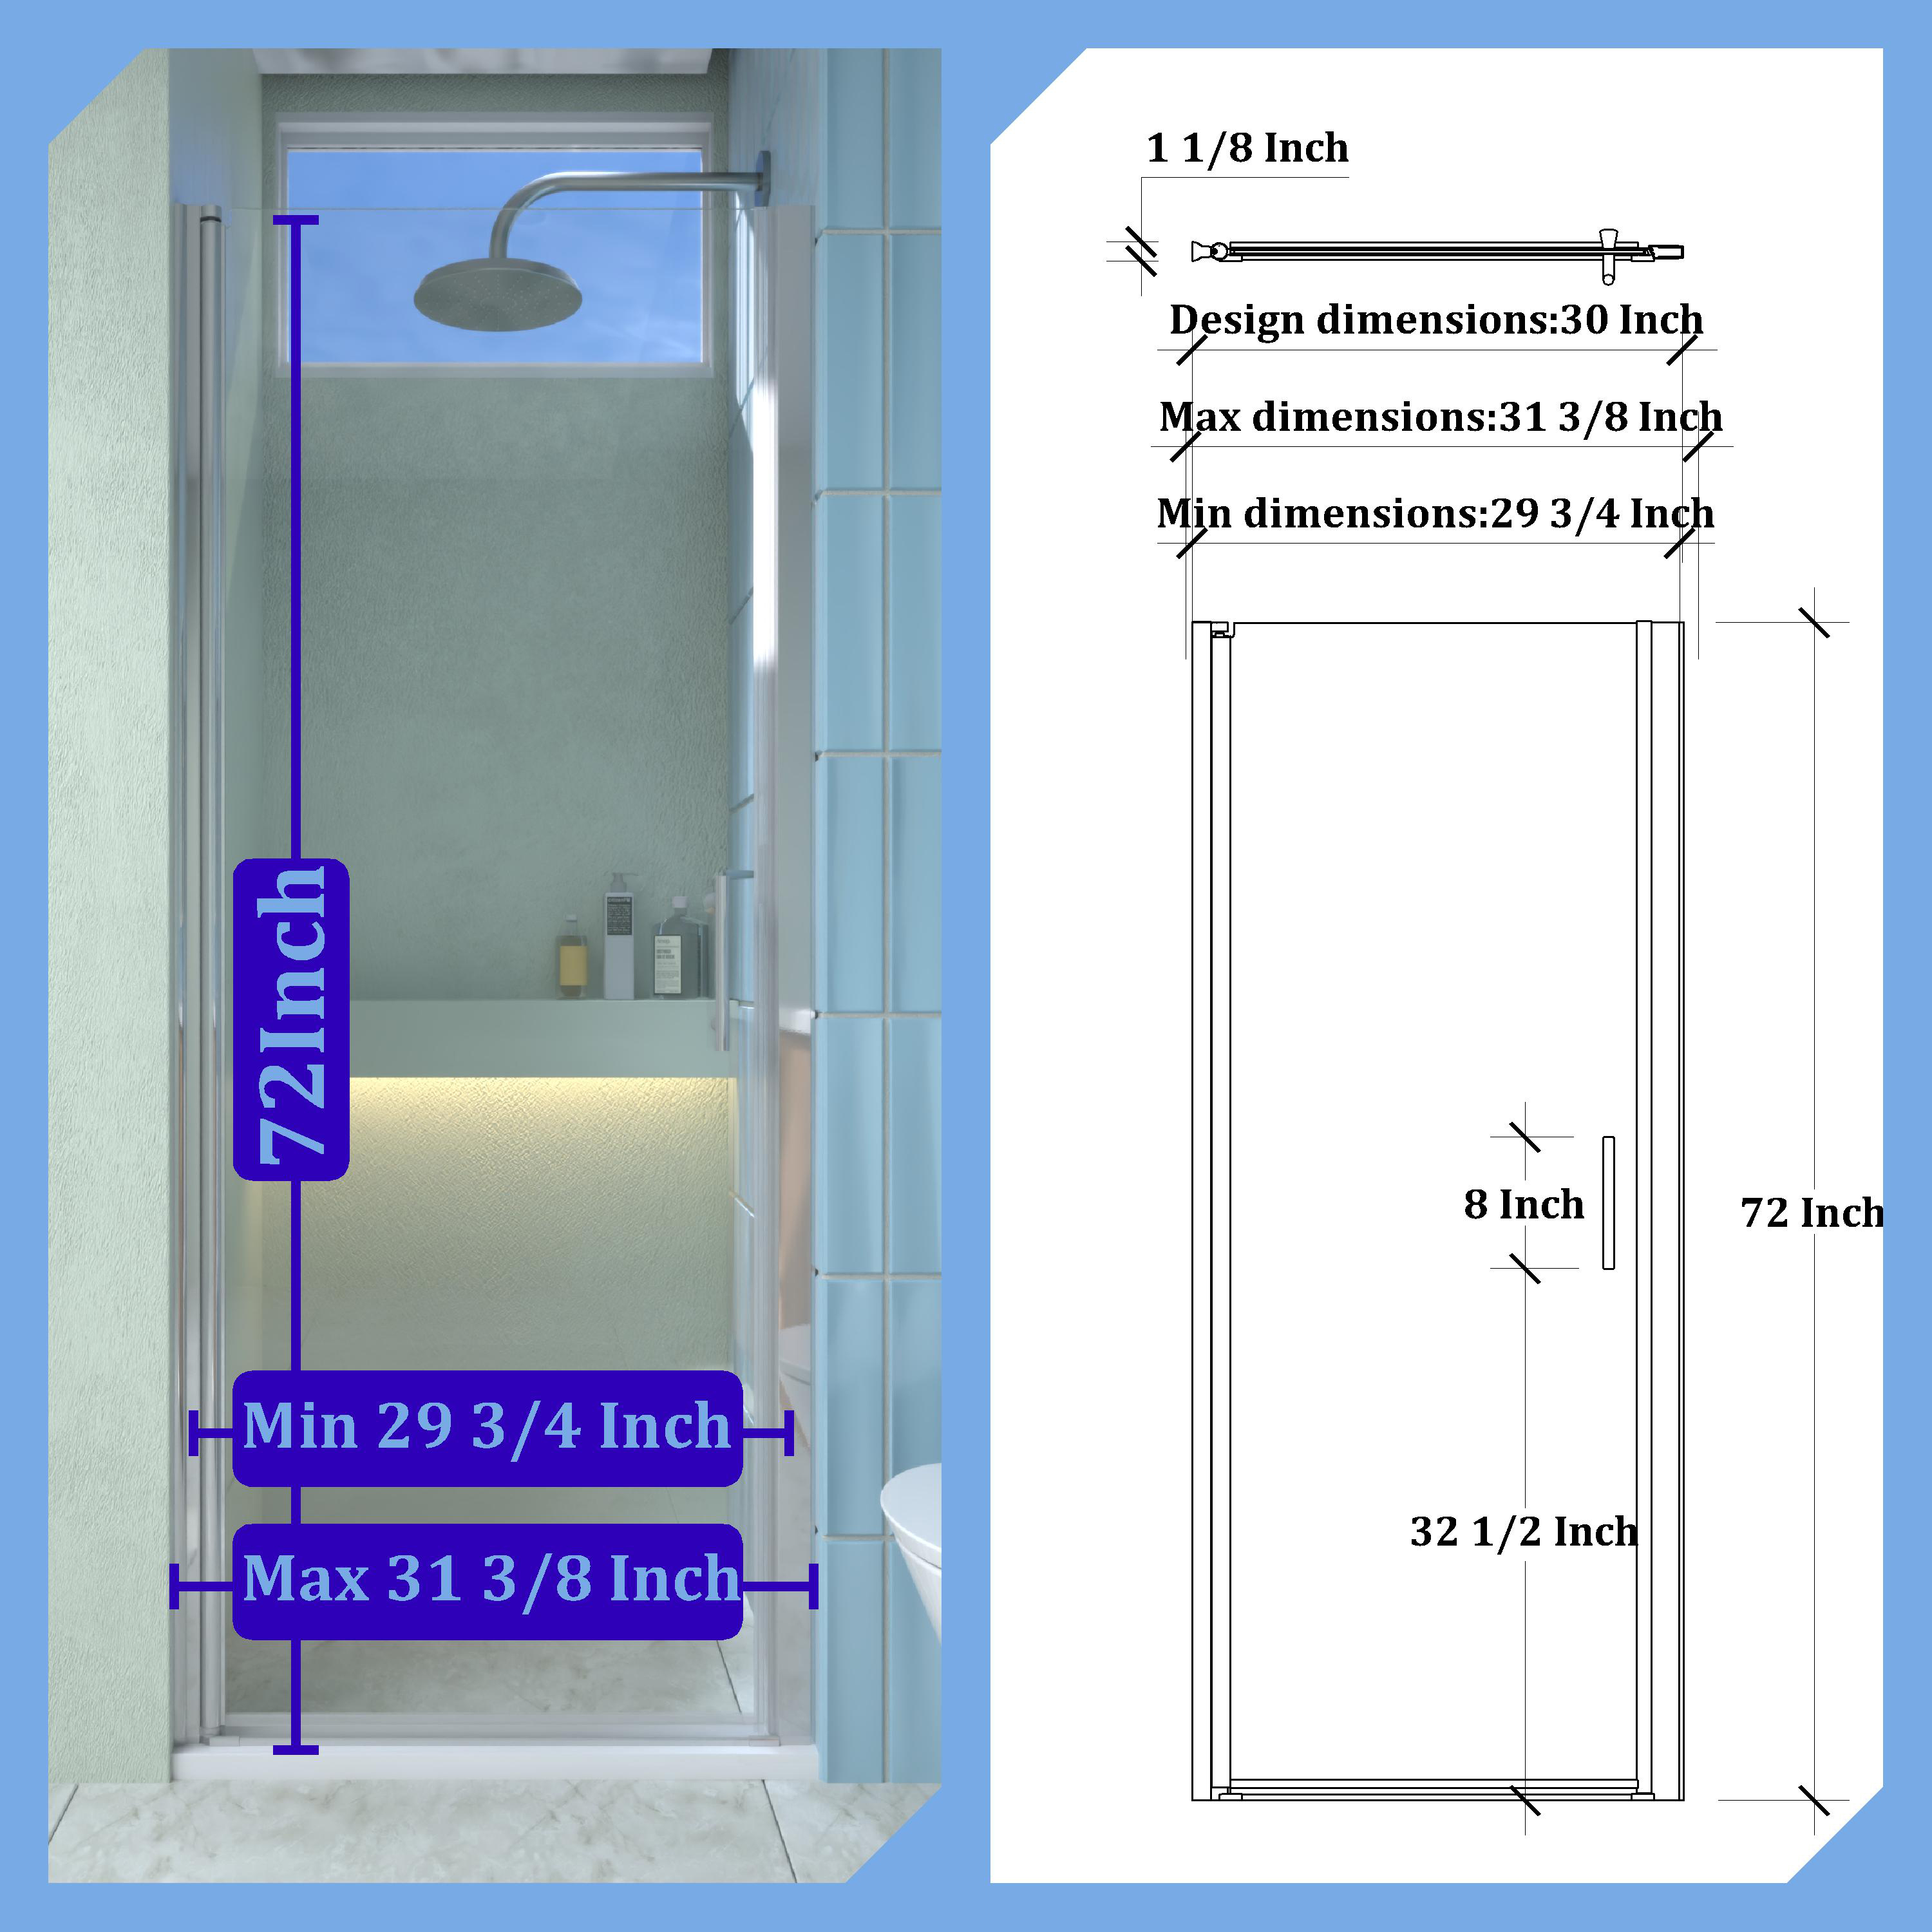 72Inch
Min 29 3/4 Inch
Max 31 3/8 Inch
1 1/8 Inch
Design dimensions:30 Inch
Max dimensions:31 3/8 Inch
Min dimensions:29 3/4 Inch
8 Inch
72 Inch
32 1/2 Inch